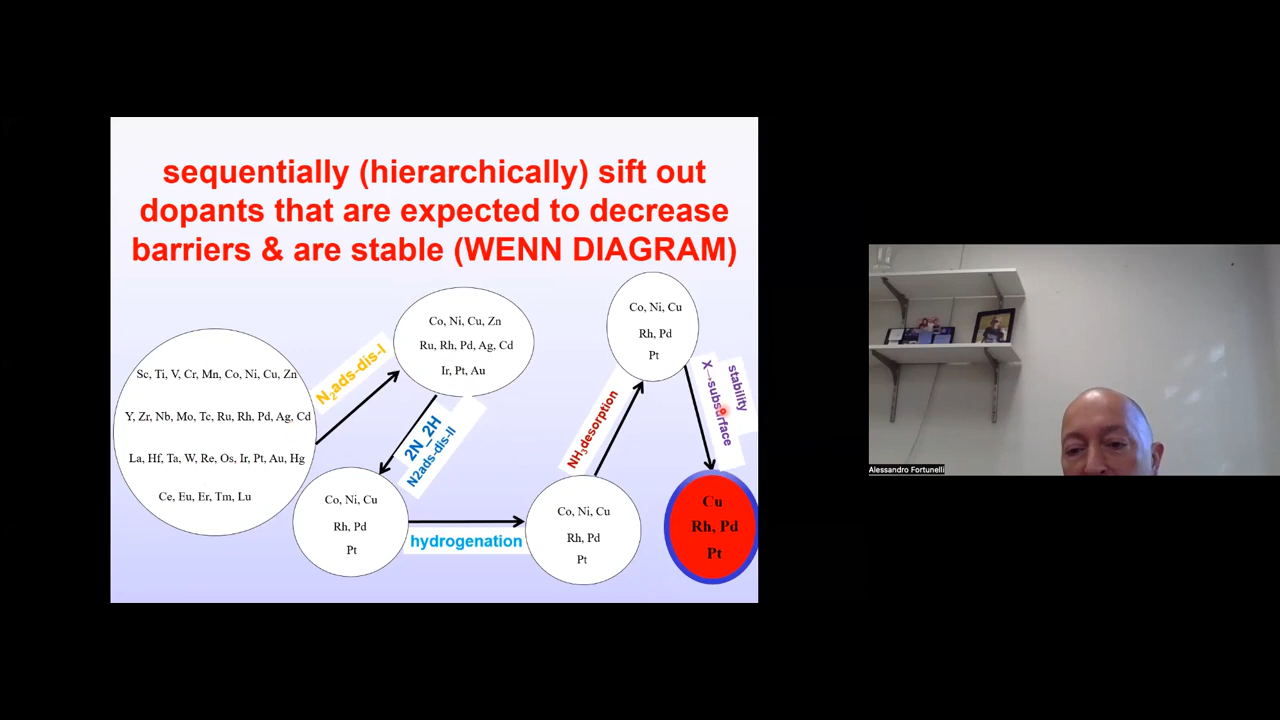 sequentially (hierarchically) sift out
dopants that are expected to decrease
barriers & are stable (WENN DIAGRAM)
Sc, Ti, V, Cr, Mn, Co, Ni, Cu, Zn
Y, Zr, Nb, Mo, Tc, Ru, Rh, Pd, Ag, Cd
La, Hf, Ta, W, Re, Os, Ir, Pt, Au, Hg
Ce, Eu, Er, Tm, Lu
N2ads-dis-I
Co, Ni, Cu, Zn
Ru, Rh, Pd, Ag, Cd
Ir, Pt, Au
2N_2H
N2ads-dis-II
Co, Ni, Cu
Rh, Pd
Pt
hydrogenation
Co, Ni, Cu
Rh, Pd
Pt
NH3desorption
Co, Ni, Cu
Rh, Pd
Pt
stability
X→subsurface
Cu
Rh, Pd
Pt
Alessandro Fortunelli